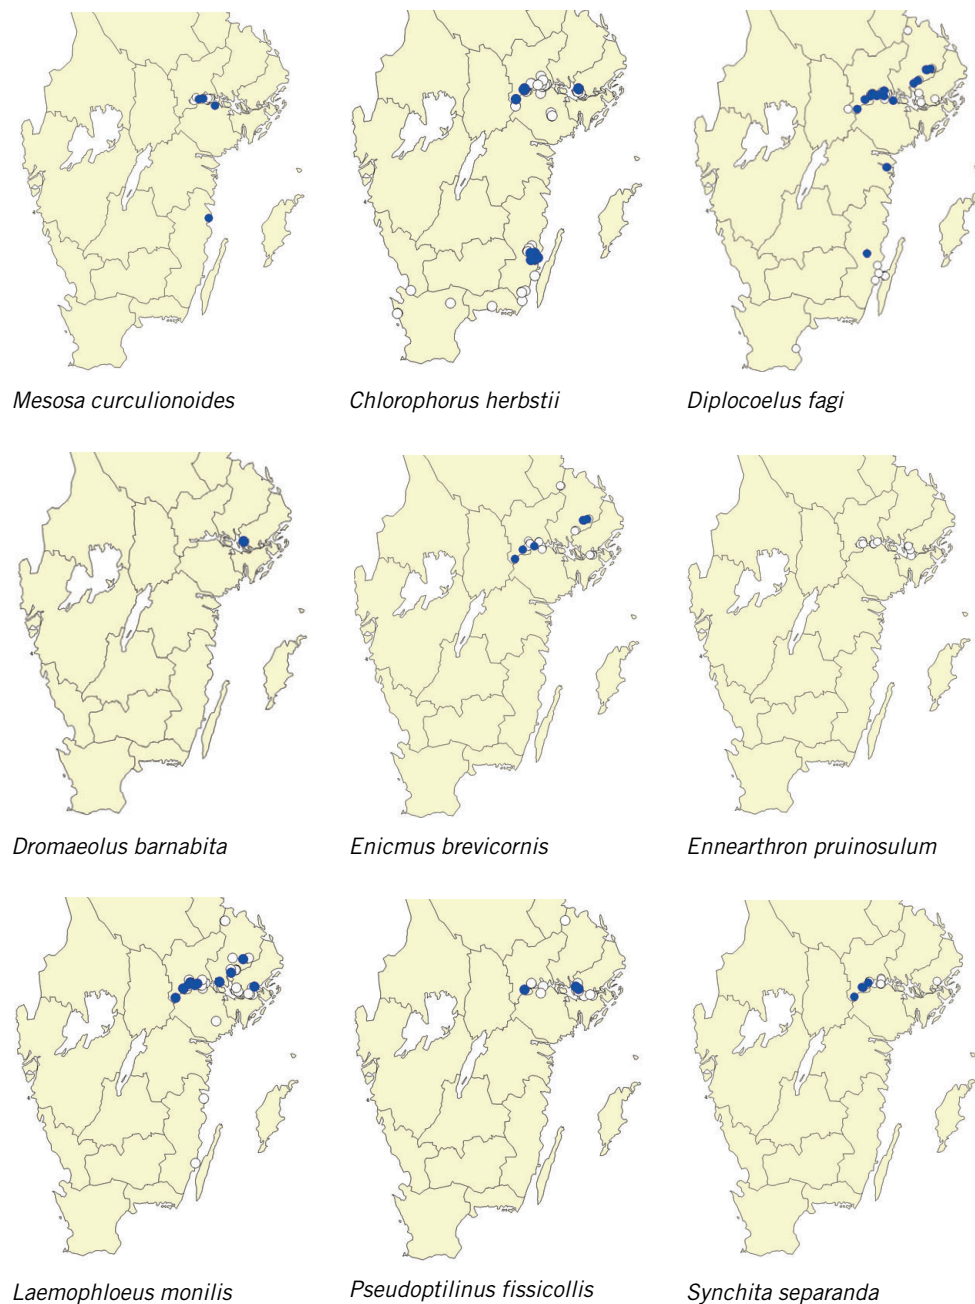 Mesosa curculionoides
Chlorophorus herbstii
Diplocoelus fagi
Dromaeolus barnabita
Enicmus brevicornis
Ennearthron pruinosulum
Laemophloeus monilis
Pseudoptilinus fissicollis
Synchita separanda